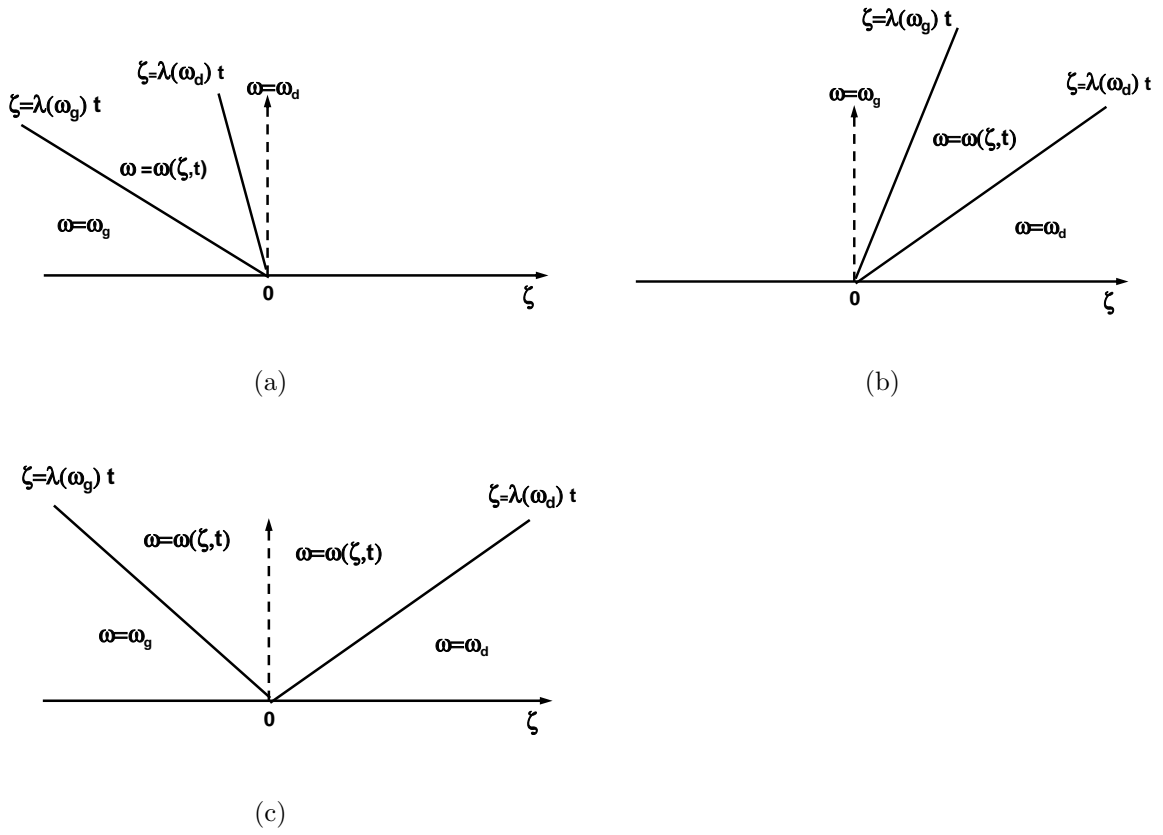 ζ=λ(ω_d) t
ω=ω_d
ζ=λ(ω_g) t
ω =ω(ζ,t)
ω=ω_g
0
ζ
(a)
ζ=λ(ω_g) t
ζ=λ(ω_d) t
ω=ω_g
ω=ω(ζ,t)
ω=ω_d
0
ζ
(b)
ζ=λ(ω_g) t
ζ=λ(ω_d) t
ω=ω(ζ,t)
ω=ω(ζ,t)
ω=ω_g
ω=ω_d
0
ζ
(c)